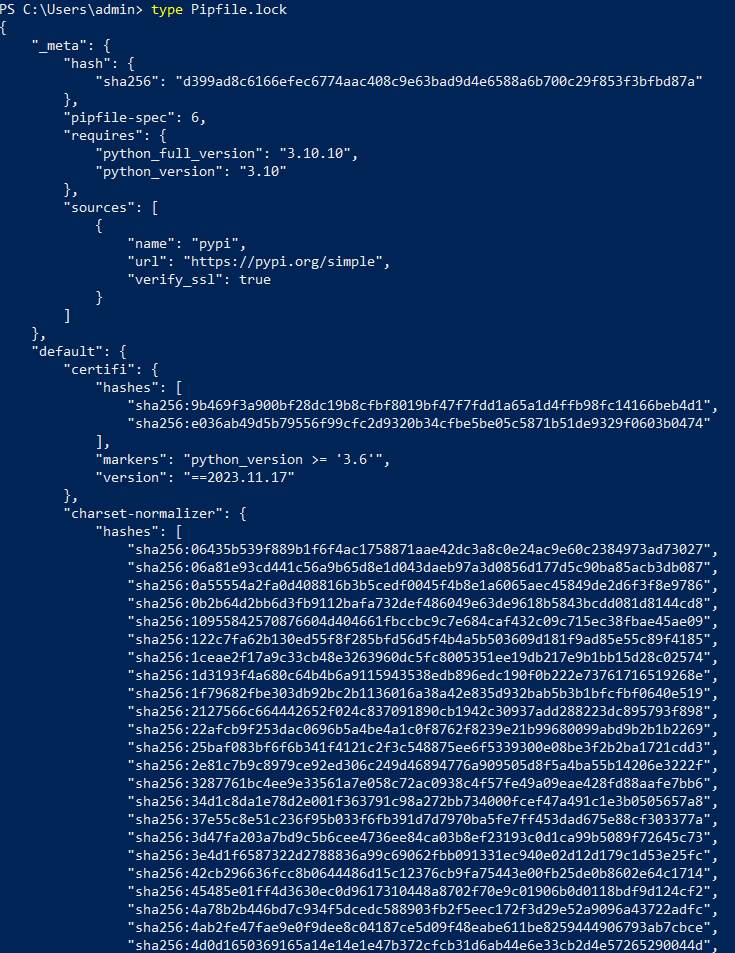 PS C:\Users\admin> type Pipfile.lock
{
    "_meta": {
        "hash": {
            "sha256": "d399ad8c6166efec6774aac408c9e63bad9d4e6588a6b700c29f853f3bfbd87a"
        },
        "pipfile-spec": 6,
        "requires": {
            "python_full_version": "3.10.10",
            "python_version": "3.10"
        },
        "sources": [
            {
                "name": "pypi",
                "url": "https://pypi.org/simple",
                "verify_ssl": true
            }
        ]
    },
    "default": {
        "certifi": {
            "hashes": [
                "sha256:9b469f3a900bf28dc19b8cfbf8019bf47f7fdd1a65a1d4ffb98fc14166beb4d1",
                "sha256:e036ab49d5b79556f99cfc2d9320b34cfbe5be05c5871b51de9329f0603b0474"
            ],
            "markers": "python_version >= '3.6'",
            "version": "==2023.11.17"
        },
        "charset-normalizer": {
            "hashes": [
                "sha256:06435b539f889b1f6f4ac1758871aae42dc3a8c0e24ac9e60c2384973ad73027",
                "sha256:06a81e93cd441c56a9b65d8e1d043daeb97a3d0856d177d5c90ba85acb3db087",
                "sha256:0a55554a2fa0d408816b3b5cedf0045f4b8e1a6065aec45849de2d6f3f8e9786",
                "sha256:0b2b64d2bb6d3fb9112bafa732def486049e63de9618b5843bcdd081d8144cd8",
                "sha256:10955842570876604d404661fbccbc9c7e684caf432c09c715ec38fbae45ae09",
                "sha256:122c7fa62b130ed55f8f285bfd56d5f4b4a5b503609d181f9ad85e55c89f4185",
                "sha256:1ceae2f17a9c33cb48e3263960dc5fc8005351ee19db217e9b1bb15d28c02574",
                "sha256:1d3193f4a680c64b4b6a9115943538edb896edc190f0b222e73761716519268e",
                "sha256:1f79682fbe303db92bc2b1136016a38a42e835d932bab5b3b1bfcfbf0640e519",
                "sha256:2127566c664442652f024c837091890cb1942c30937add288223dc895793f898",
                "sha256:22afcb9f253dac0696b5a4be4a1c0f8762f8239e21b99680099abd9b2b1b2269",
                "sha256:25baf083bf6f6b341f4121c2f3c548875ee6f5339300e08be3f2b2ba1721cdd3",
                "sha256:2e81c7b9c8979ce92ed306c249d46894776a909505d8f5a4ba55b14206e3222f",
                "sha256:3287761bc4ee9e33561a7e058c72ac0938c4f57fe49a09eae428fd88aafe7bb6",
                "sha256:34d1c8da1e78d2e001f363791c98a272bb734000fcef47a491c1e3b0505657a8",
                "sha256:37e55c8e51c236f95b033f6fb391d7d7970ba5fe7ff453dad675e88cf303377a",
                "sha256:3d47fa203a7bd9c5b6cee4736ee84ca03b8ef23193c0d1ca99b5089f72645c73",
                "sha256:3e4d1f6587322d2788836a99c69062fbb091331ec940e02d12d179c1d53e25fc",
                "sha256:42cb296636fcc8b0644486d15c12376cb9fa75443e00fb25de0b8602e64c1714",
                "sha256:45485e01ff4d3630ec0d9617310448a8702f70e9c01906b0d0118bdf9d124cf2",
                "sha256:4a78b2b446bd7c934f5dcedc588903fb2f5eec172f3d29e52a9096a43722adfc",
                "sha256:4ab2fe47fae9e0f9dee8c04187ce5d09f48eabe611be8259444906793ab7cbce",
                "sha256:4d0d1650369165a14e14e1e47b372cfcb31d6ab44e6e33cb2d4e57265290044d",